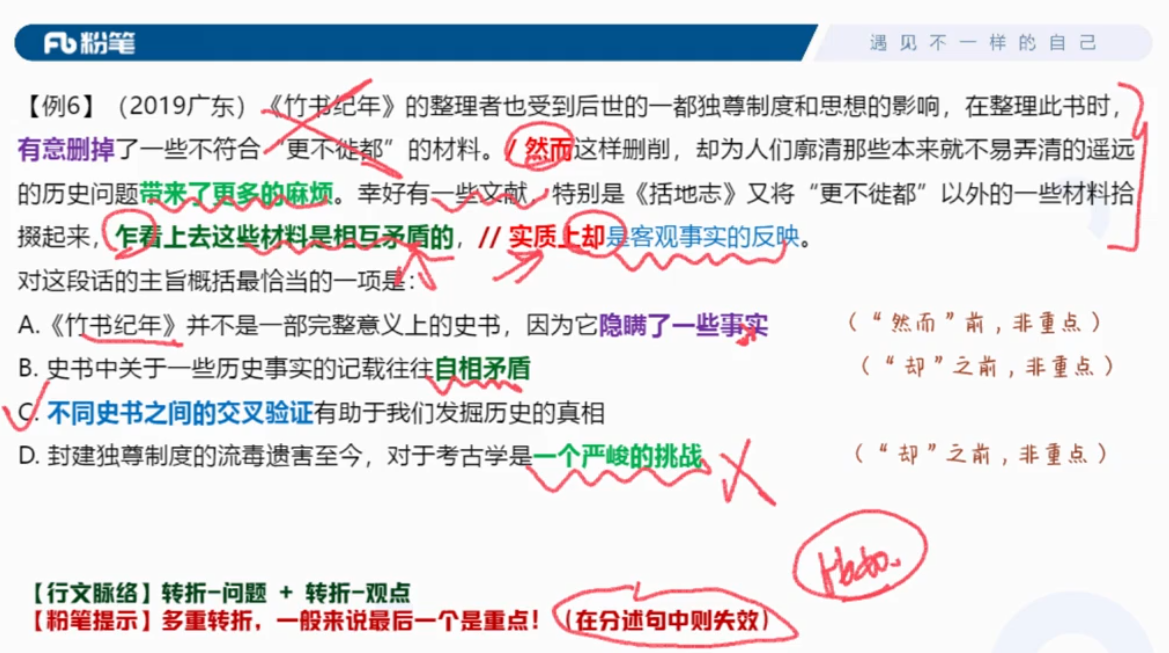 粉笔
遇见不一样的自己
【例6】（2019广东）《竹书纪年》的整理者也受到后世的一都独尊制度和思想的影响，在整理此书时，
有意删掉了一些不符合“更不徙都”的材料。/ 然而这样删削，却为人们廓清那些本来就不易弄清的遥远
的历史问题带来了更多的麻烦。幸好有一些文献，特别是《括地志》又将“更不徙都”以外的一些材料拾
掇起来，乍看上去这些材料是相互矛盾的，// 实质上却是客观事实的反映。
对这段话的主旨概括最恰当的一项是：
A.《竹书纪年》并不是一部完整意义上的史书，因为它隐瞒了一些事实 （“然而”前，非重点）
B. 史书中关于一些历史事实的记载往往自相矛盾 （“却”之前，非重点）
C. 不同史书之间的交叉验证有助于我们发掘历史的真相
D. 封建独尊制度的流毒遗害至今，对于考古学是一个严峻的挑战 （“却”之前，非重点）
【行文脉络】转折-问题 + 转折-观点
【粉笔提示】多重转折，一般来说最后一个是重点！（在分述句中则失效）